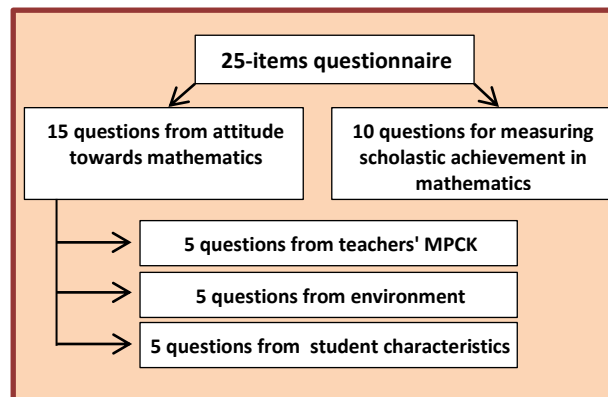 25-items questionnaire
15 questions from attitude
towards mathematics
10 questions for measuring
scholastic achievement in
mathematics
5 questions from teachers' MPCK
5 questions from environment
5 questions from student characteristics